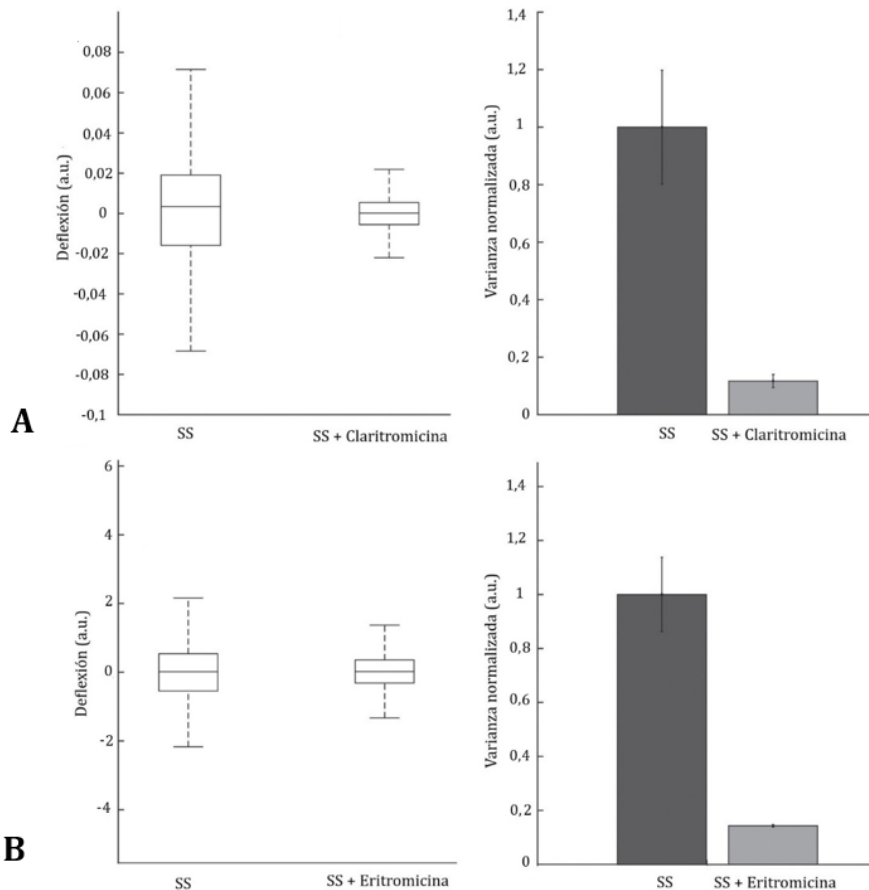 0,08
0,06
0,04
0,02
0
-0,02
-0,04
-0,06
-0,08
-0,1
Deflexión (a.u.)
SS
SS + Claritromicina
1,4
1,2
1
0,8
0,6
0,4
0,2
0
Varianza normalizada (a.u.)
SS
SS + Claritromicina
A
6
4
2
0
-2
-4
Deflexión (a.u.)
SS
SS + Eritromicina
1,4
1,2
1
0,8
0,6
0,4
0,2
0
Varianza normalizada (a.u.)
SS
SS + Eritromicina
B